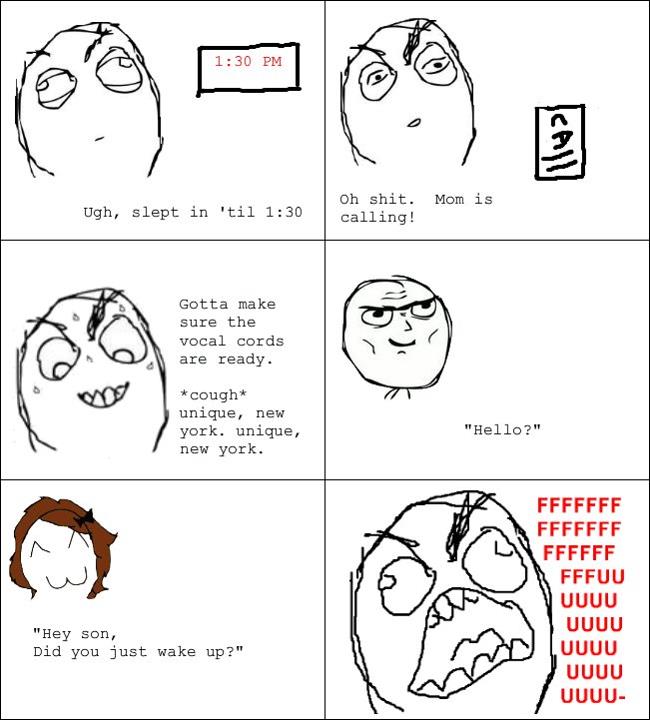 1:30 PM
Ugh, slept in 'til 1:30
CAll
Oh shit.  Mom is
calling!
Gotta make
sure the
vocal cords
are ready.
*cough*
unique, new
york. unique,
new york.
"Hello?"
"Hey son,
Did you just wake up?"
FFFFFFF
FFFFFFF
FFFFFF
FFFUU
UUUU
UUUU
UUUU
UUUU
UUUU-